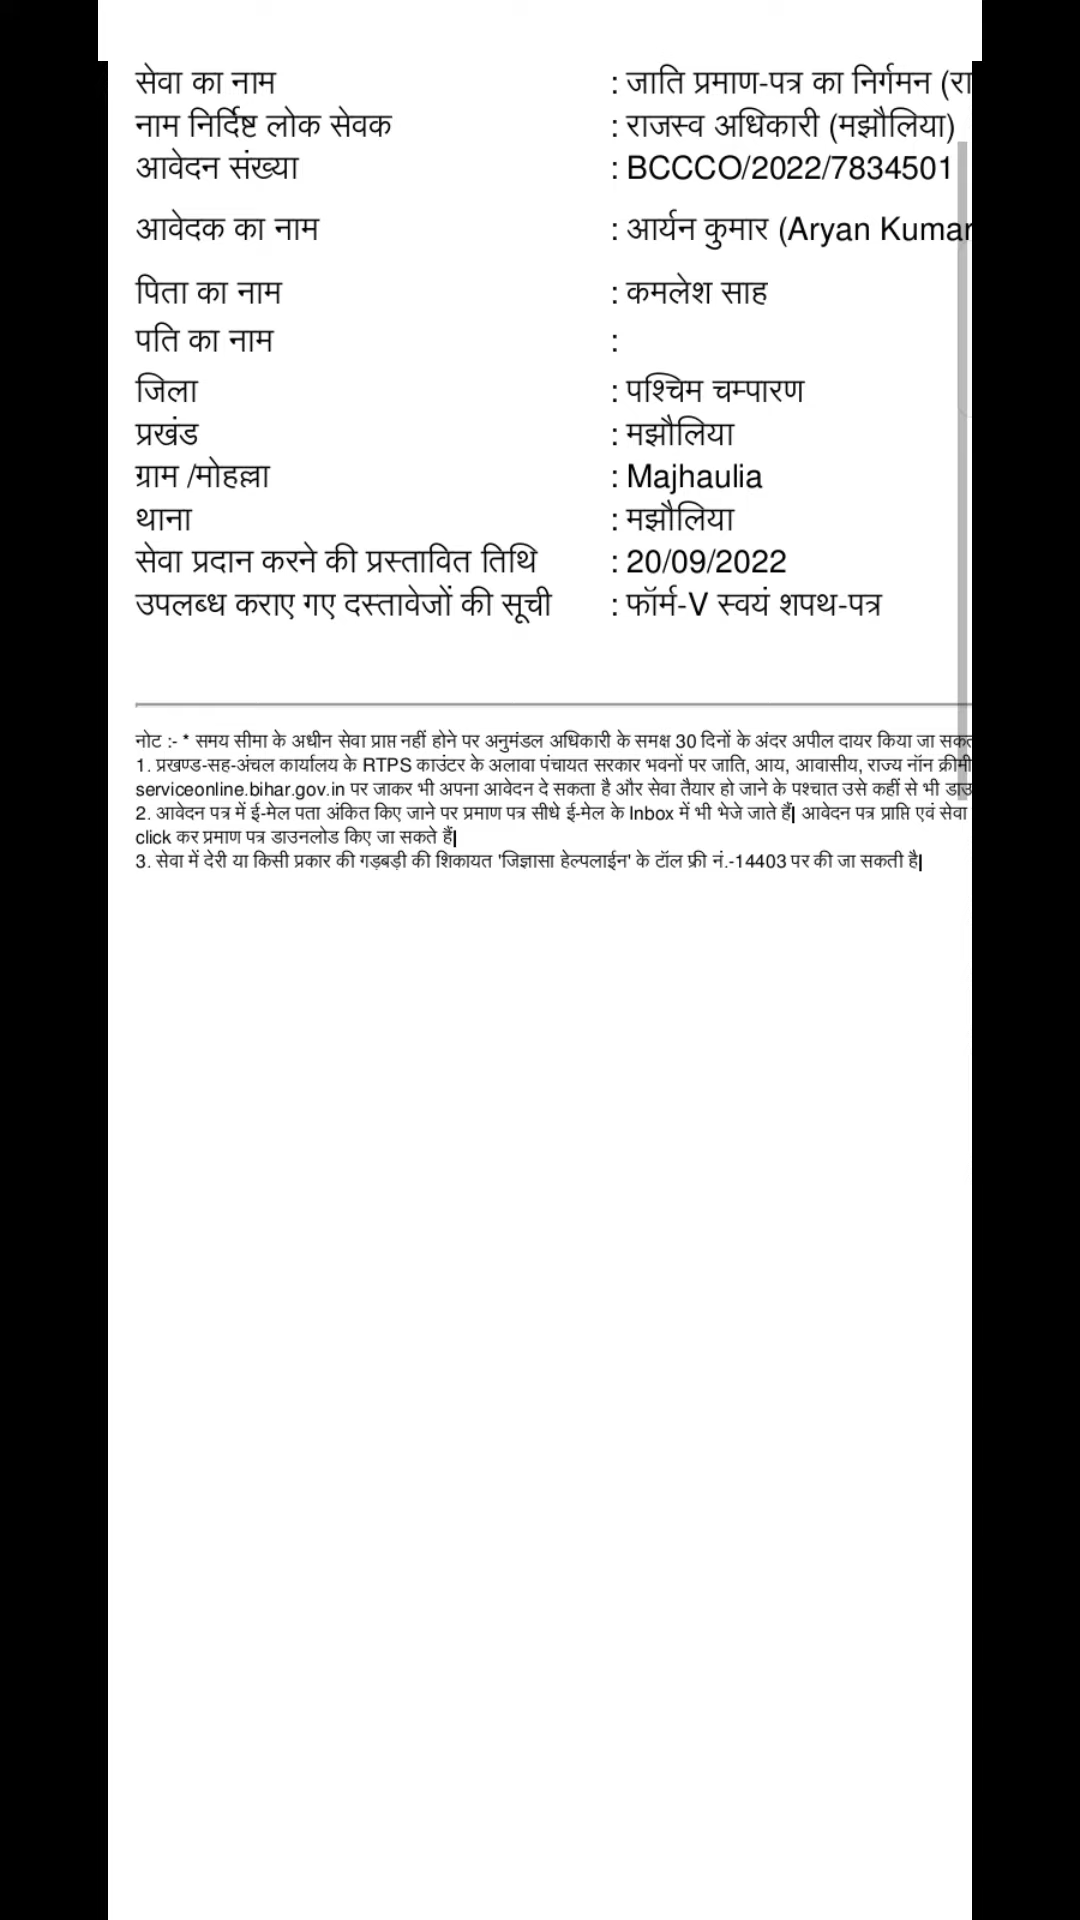 सेवा का नाम : जाति प्रमाण-पत्र का निर्गमन (रा
नाम निर्दिष्ट लोक सेवक : राजस्व अधिकारी (मझौलिया)
आवेदन संख्या : BCCCO/2022/7834501
आवेदक का नाम : आर्यन कुमार (Aryan Kumar
पिता का नाम : कमलेश साह
पति का नाम :
जिला : पश्चिम चम्पारण
प्रखंड : मझौलिया
ग्राम /मोहल्ला : Majhaulia
थाना : मझौलिया
सेवा प्रदान करने की प्रस्तावित तिथि : 20/09/2022
उपलब्ध कराए गए दस्तावेजों की सूची : फॉर्म-V स्वयं शपथ-पत्र
नोट :- * समय सीमा के अधीन सेवा प्राप्त नहीं होने पर अनुमंडल अधिकारी के समक्ष 30 दिनों के अंदर अपील दायर किया जा सकत
1. प्रखण्ड-सह-अंचल कार्यालय के RTPS काउंटर के अलावा पंचायत सरकार भवनों पर जाति, आय, आवासीय, राज्य नॉन क्रीमी
serviceonline.bihar.gov.in पर जाकर भी अपना आवेदन दे सकता है और सेवा तैयार हो जाने के पश्चात उसे कहीं से भी डाउ
2. आवेदन पत्र में ई-मेल पता अंकित किए जाने पर प्रमाण पत्र सीधे ई-मेल के Inbox में भी भेजे जाते हैं| आवेदन पत्र प्राप्ति एवं सेवा
click कर प्रमाण पत्र डाउनलोड किए जा सकते हैं|
3. सेवा में देरी या किसी प्रकार की गड़बड़ी की शिकायत 'जिज्ञासा हेल्पलाईन' के टॉल फ्री नं.-14403 पर की जा सकती है|